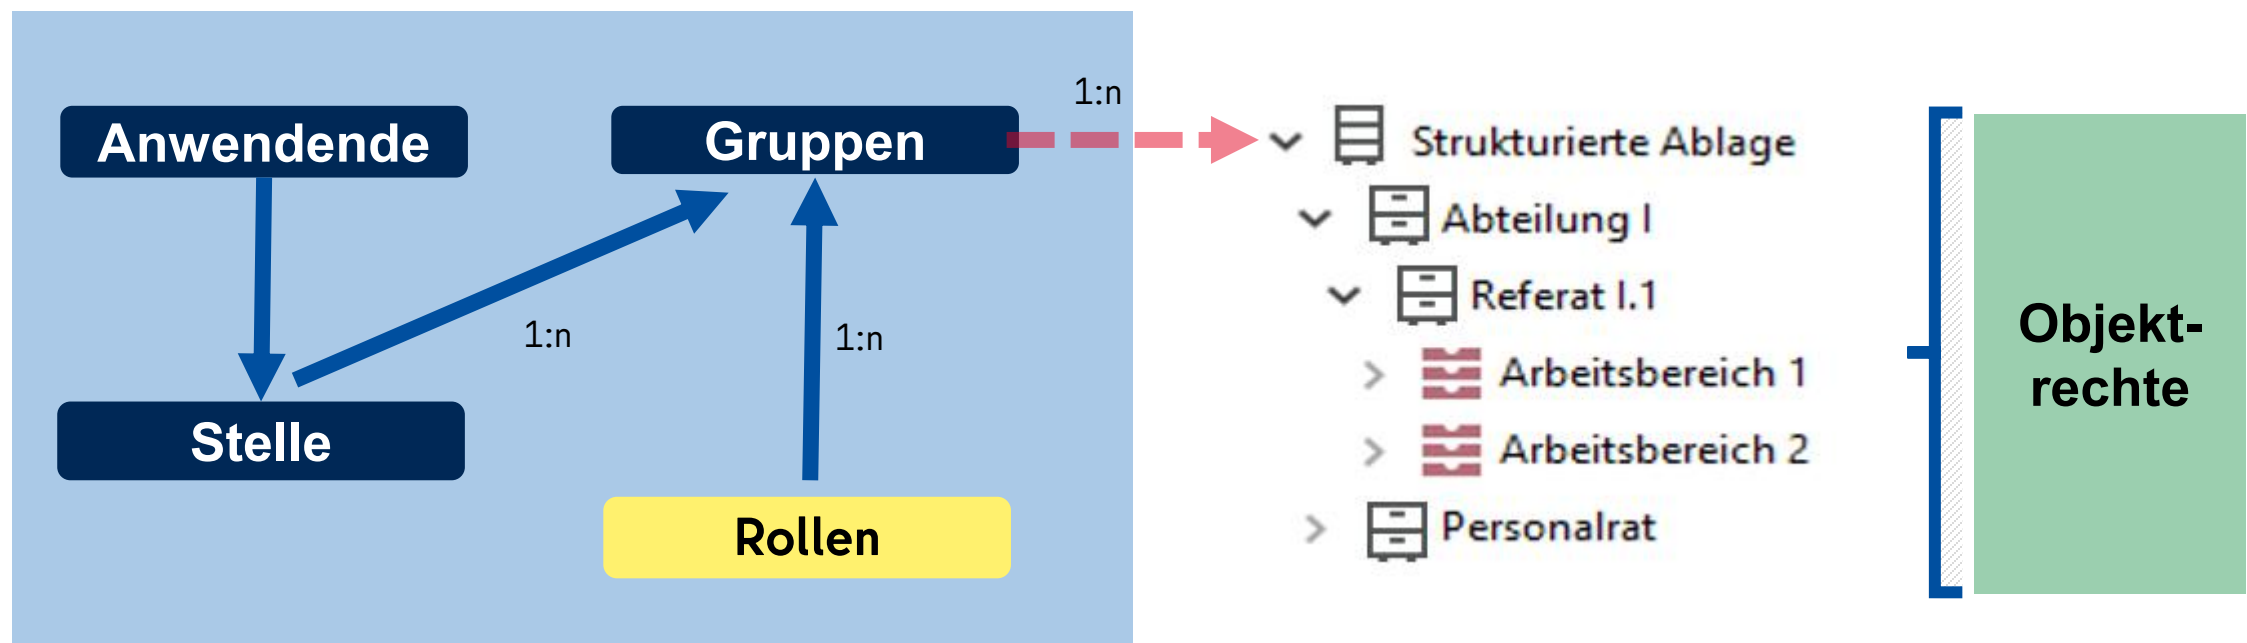 Anwendende
Gruppen
1:n
Stelle
1:n
1:n
Rollen
Strukturierte Ablage
Abteilung I
Referat I.1
Arbeitsbereich 1
Arbeitsbereich 2
Personalrat
Objekt-
rechte